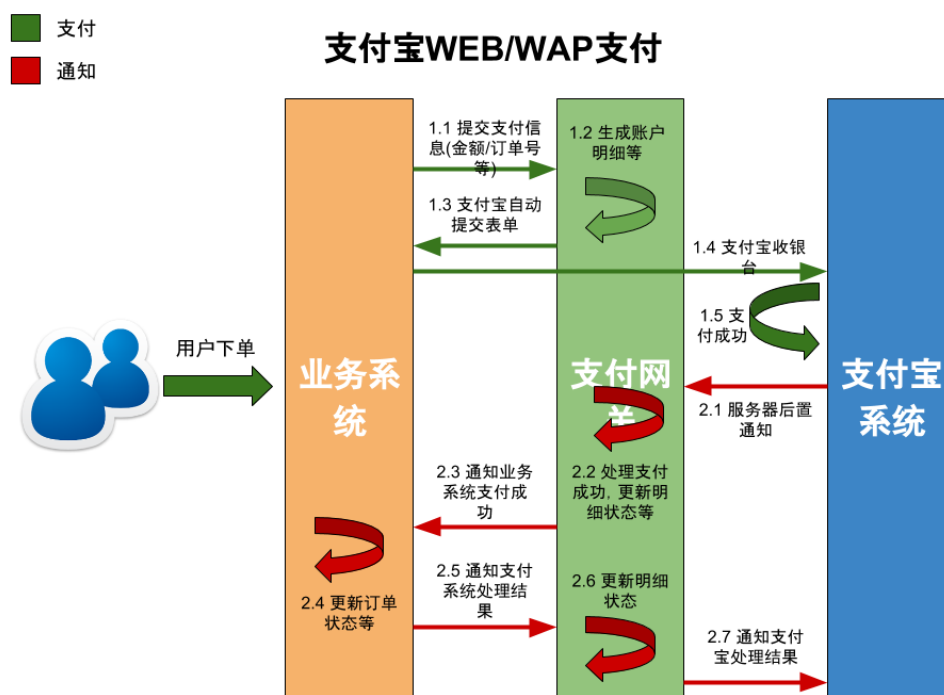 支付
通知
支付宝WEB/WAP支付
1.1 提交支付信
息(金额/订单号
等)
1.2 生成账户
明细等
1.3 支付宝自动
提交表单
1.4 支付宝收银
台
1.5 支
付成功
用户下单
业务系
统
支付网
关
支付宝
系统
2.1 服务器后置
通知
2.2 处理支付
成功, 更新明
细状态等
2.3 通知业务
系统支付成
功
2.4 更新订单
状态等
2.5 通知支付
系统处理结
果
2.6 更新明细
状态
2.7 通知支付
宝处理结果